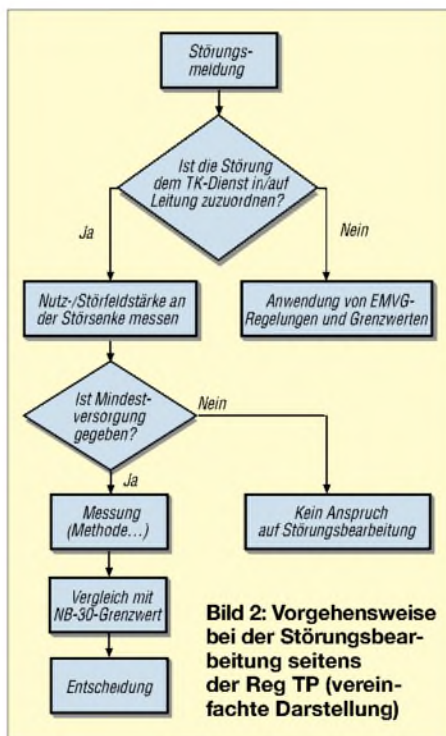 Störungs-
meldung
Ist die Störung
dem TK-Dienst in/auf
Leitung zuzuordnen?
Ja
Nein
Nutz-/Störfeldstärke an
der Störsenke messen
Anwendung von EMVG-
Regelungen und Grenzwerten
Ist Mindest-
versorgung
gegeben?
Nein
Ja
Messung
(Methode...)
Kein Anspruch
auf Störungsbearbeitung
Vergleich mit
NB-30-Grenzwert
Entscheidung
Bild 2: Vorgehensweise
bei der Störungsbear-
beitung seitens
der Reg TP (verein-
fachte Darstellung)